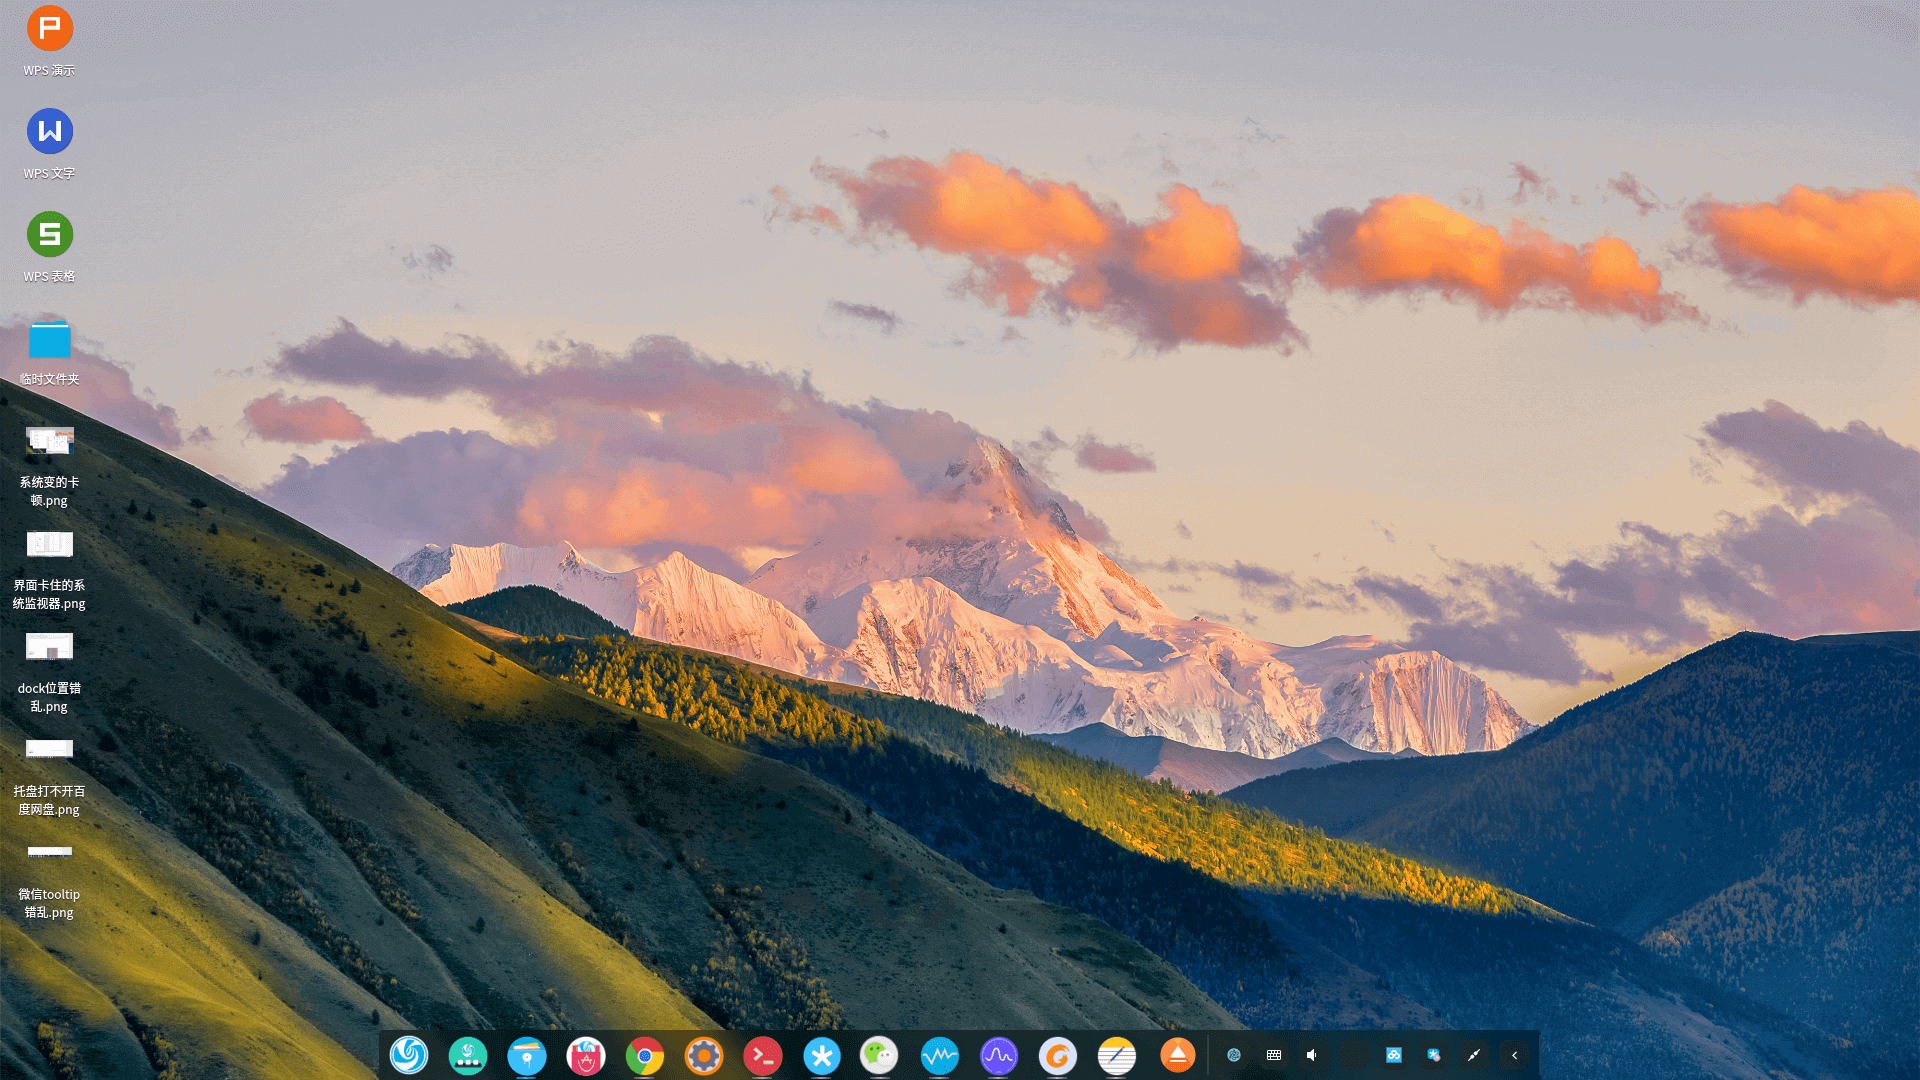 WPS 演示
WPS 文字
WPS 表格
临时文件夹
系统变的卡
顿.png
界面卡住的系
统监视器.png
dock位置错
乱.png
托盘打不开百
度网盘.png
微信tooltip
错乱.png